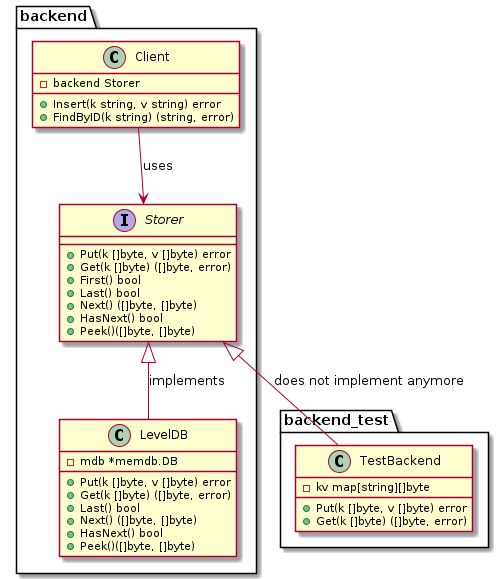 backend
C Client
backend Storer
Insert(k string, v string) error
FindByID(k string) (string, error)
uses
I Storer
Put(k []byte, v []byte) error
Get(k []byte) ([]byte, error)
First() bool
Last() bool
Next() ([]byte, []byte)
HasNext() bool
Peek()([]byte, []byte)
implements
does not implement anymore
C LevelDB
mdb *memdb.DB
Put(k []byte, v []byte) error
Get(k []byte) ([]byte, error)
Last() bool
Next() ([]byte, []byte)
HasNext() bool
Peek()([]byte, []byte)
backend_test
C TestBackend
kv map[string][]byte
Put(k []byte, v []byte) error
Get(k []byte) ([]byte, error)